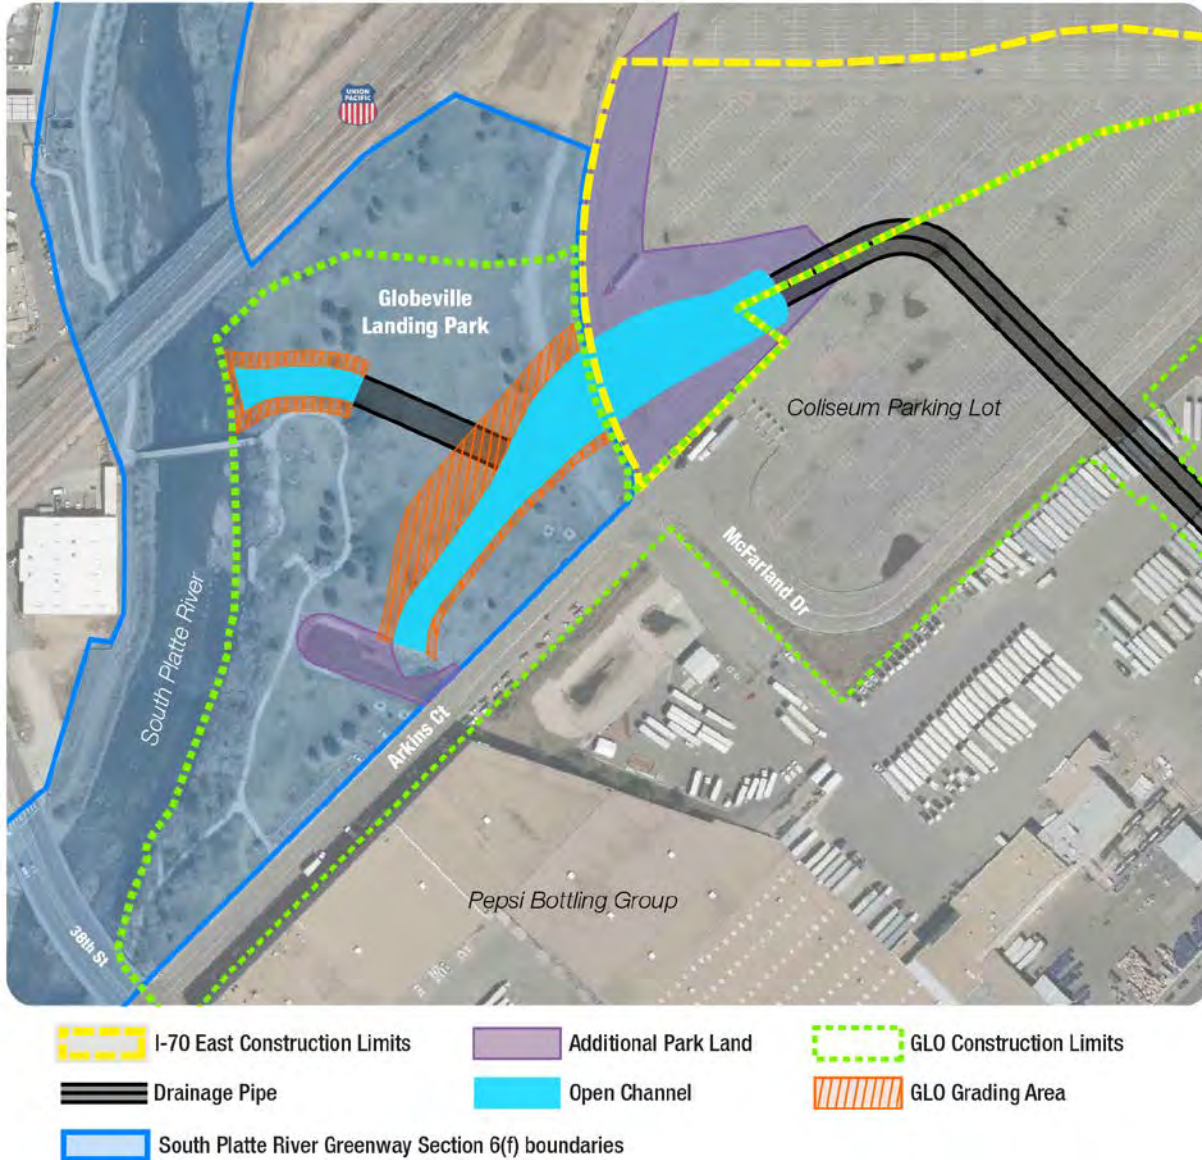 UNION
PACIFIC
Globeville
Landing Park
Coliseum Parking Lot
McFarland Dr
South Platte River
Arkins Ct
Pepsi Bottling Group
38th St
I-70 East Construction Limits
Additional Park Land
GLO Construction Limits
Drainage Pipe
Open Channel
GLO Grading Area
South Platte River Greenway Section 6(f) boundaries